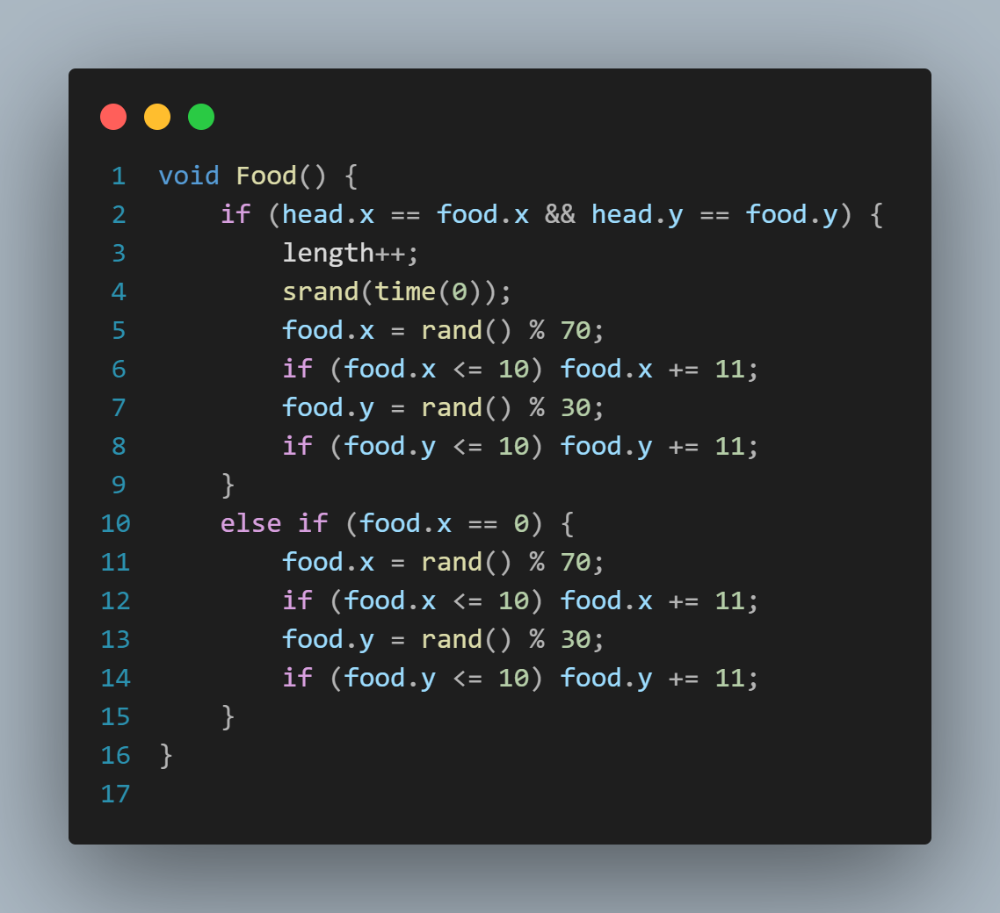 1 void Food() {
2     if (head.x == food.x && head.y == food.y) {
3         length++;
4         srand(time(0));
5         food.x = rand() % 70;
6         if (food.x <= 10) food.x += 11;
7         food.y = rand() % 30;
8         if (food.y <= 10) food.y += 11;
9     }
10     else if (food.x == 0) {
11         food.x = rand() % 70;
12         if (food.x <= 10) food.x += 11;
13         food.y = rand() % 30;
14         if (food.y <= 10) food.y += 11;
15     }
16 }
17